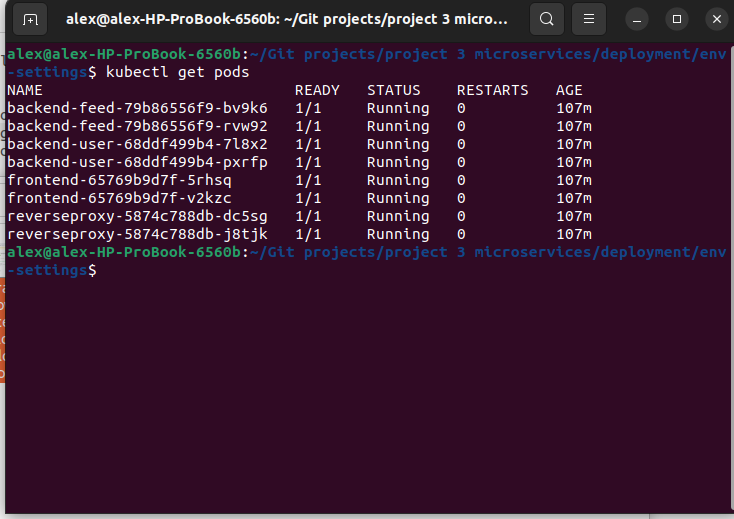 alex@alex-HP-ProBook-6560b: ~/Git projects/project 3 micro...
alex@alex-HP-ProBook-6560b:~/Git projects/project 3 microservices/deployment/env
-settings$ kubectl get pods
NAME                            READY   STATUS    RESTARTS   AGE
backend-feed-79b86556f9-bv9k6   1/1     Running   0          107m
backend-feed-79b86556f9-rvw92   1/1     Running   0          107m
backend-user-68ddf499b4-7l8x2   1/1     Running   0          107m
backend-user-68ddf499b4-pxrfp   1/1     Running   0          107m
frontend-65769b9d7f-5rhsq       1/1     Running   0          107m
frontend-65769b9d7f-v2kzc       1/1     Running   0          107m
reverseproxy-5874c788db-dc5sg   1/1     Running   0          107m
reverseproxy-5874c788db-j8tjk   1/1     Running   0          107m
alex@alex-HP-ProBook-6560b:~/Git projects/project 3 microservices/deployment/env
-settings$